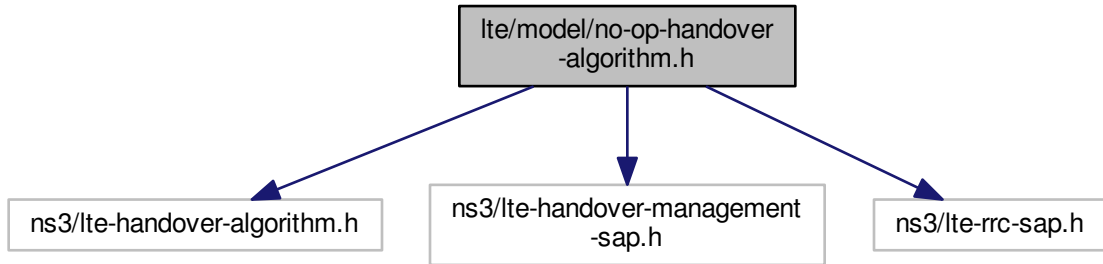 lte/model/no-op-handover
-algorithm.h
ns3/lte-handover-algorithm.h
ns3/lte-handover-management
-sap.h
ns3/lte-rrc-sap.h